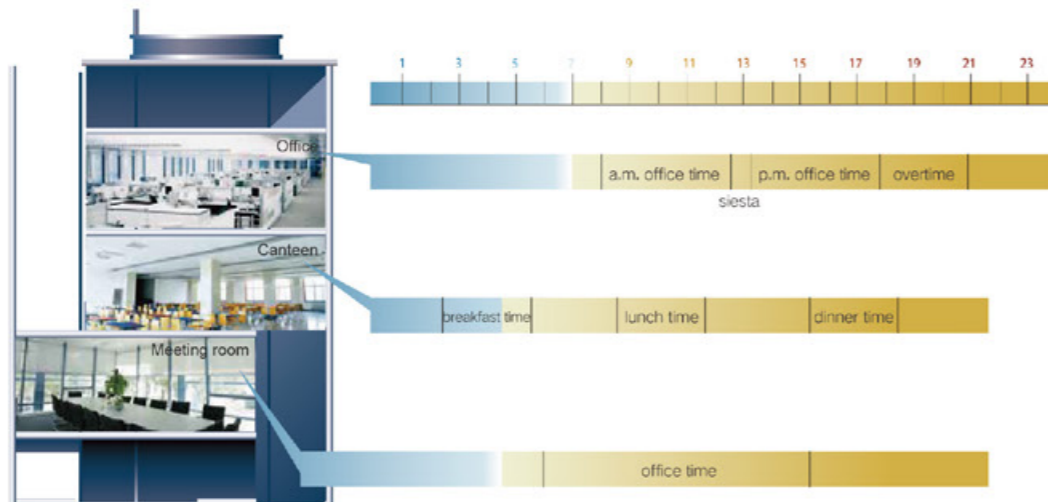 1 3 5 7 9 11 13 15 17 19 21 23
Office
a.m. office time p.m. office time overtime
siesta
Canteen
breakfast time lunch time dinner time
Meeting room
office time